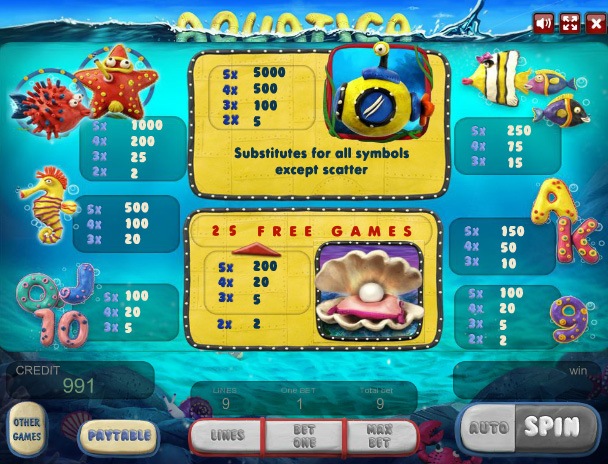 AQUATICA
5x 1000
4x 200
3x 25
2x 2
5x 5000
4x 500
3x 100
2x 5
Substitutes for all symbols
except scatter
5x 250
4x 75
3x 15
5x 500
4x 100
3x 20
25 FREE GAMES
5x 200
4x 20
3x 5
2x 2
A K
5x 150
4x 50
3x 10
Q J
10
5x 100
4x 20
3x 5
5x 100
4x 20
3x 5
2x 2
9
CREDIT
991
LINES
9
One BET
1
Total bet
9
win
OTHER
GAMES
PAYTABLE
LINES
BET
ONE
MAX
BET
AUTO
SPIN